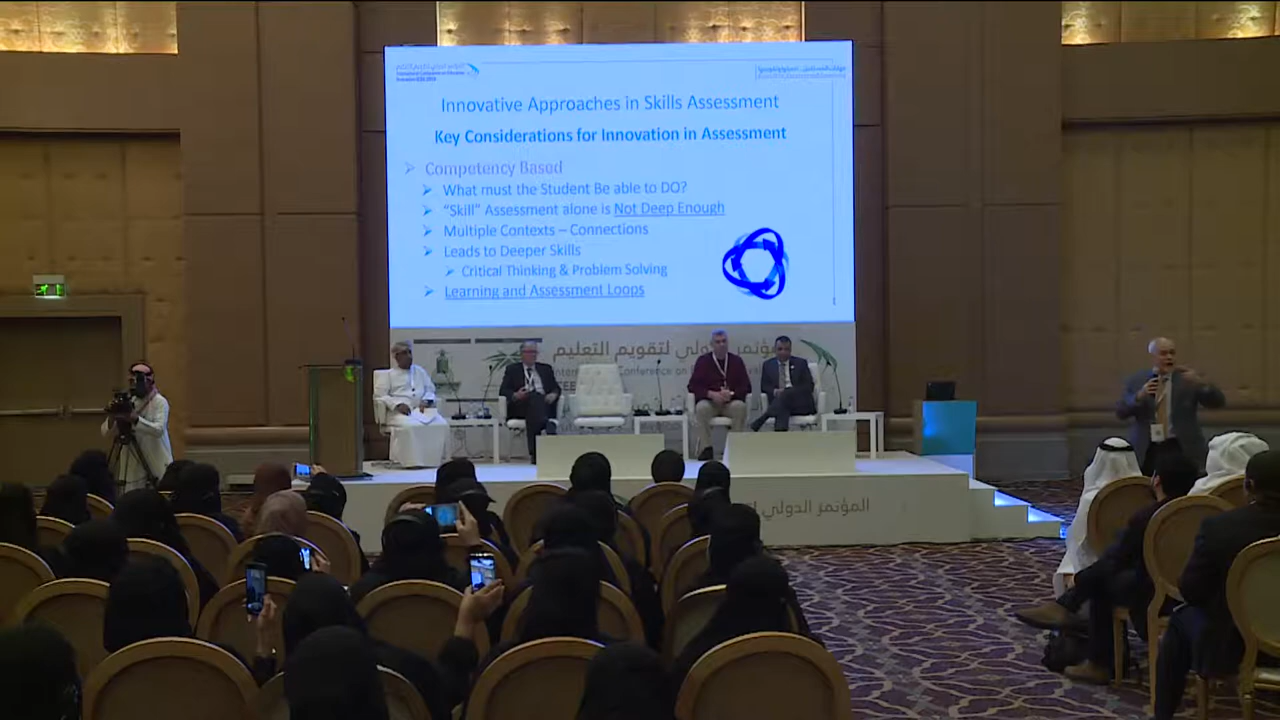 Innovative Approaches in Skills Assessment
Key Considerations for Innovation in Assessment
Competency Based
What must the Student Be able to DO?
"Skill" Assessment alone is Not Deep Enough
Multiple Contexts – Connections
Leads to Deeper Skills
Critical Thinking & Problem Solving
Learning and Assessment Loops
لتقويم التعليم
Conference on
المؤتمر الدولي